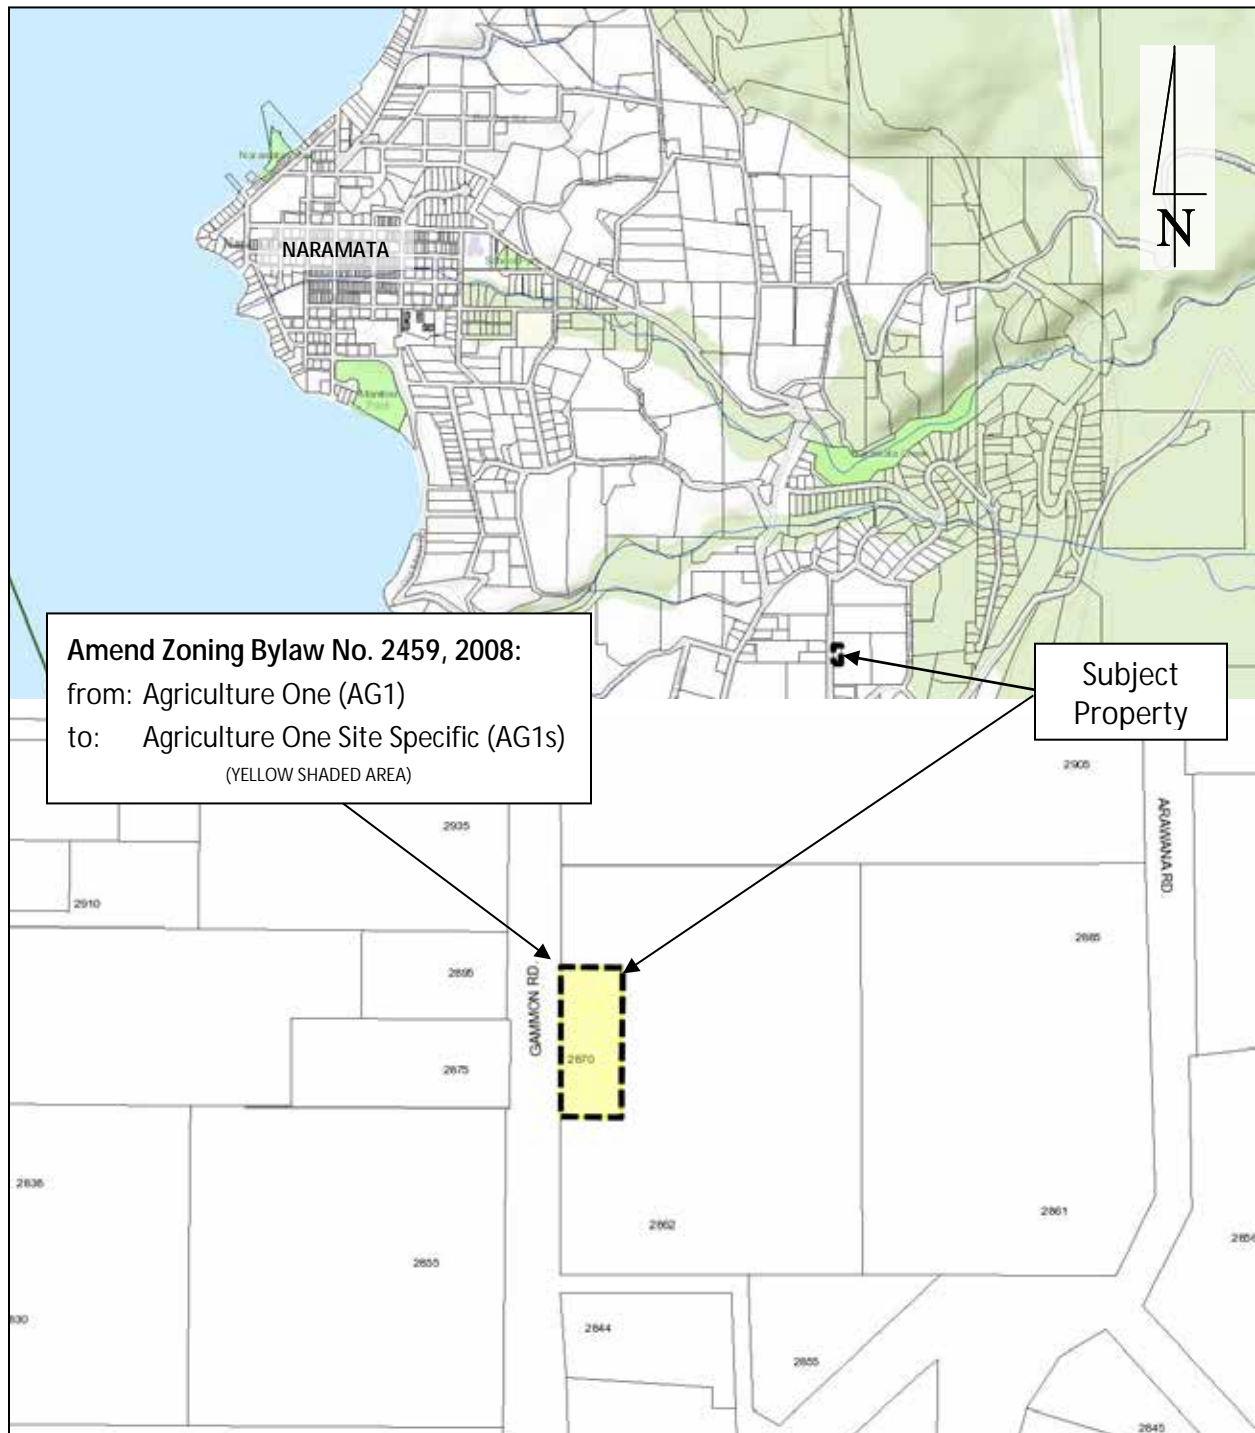 N
NARAMATA
Amend Zoning Bylaw No. 2459, 2008:
from: Agriculture One (AG1)
to: Agriculture One Site Specific (AG1s)
(YELLOW SHADED AREA)
Subject
Property
2905
2935
ARAWANA RD.
2910
2885
2895
GAMMON RD.
2870
2875
2838
2862
2861
2855
2844
2845